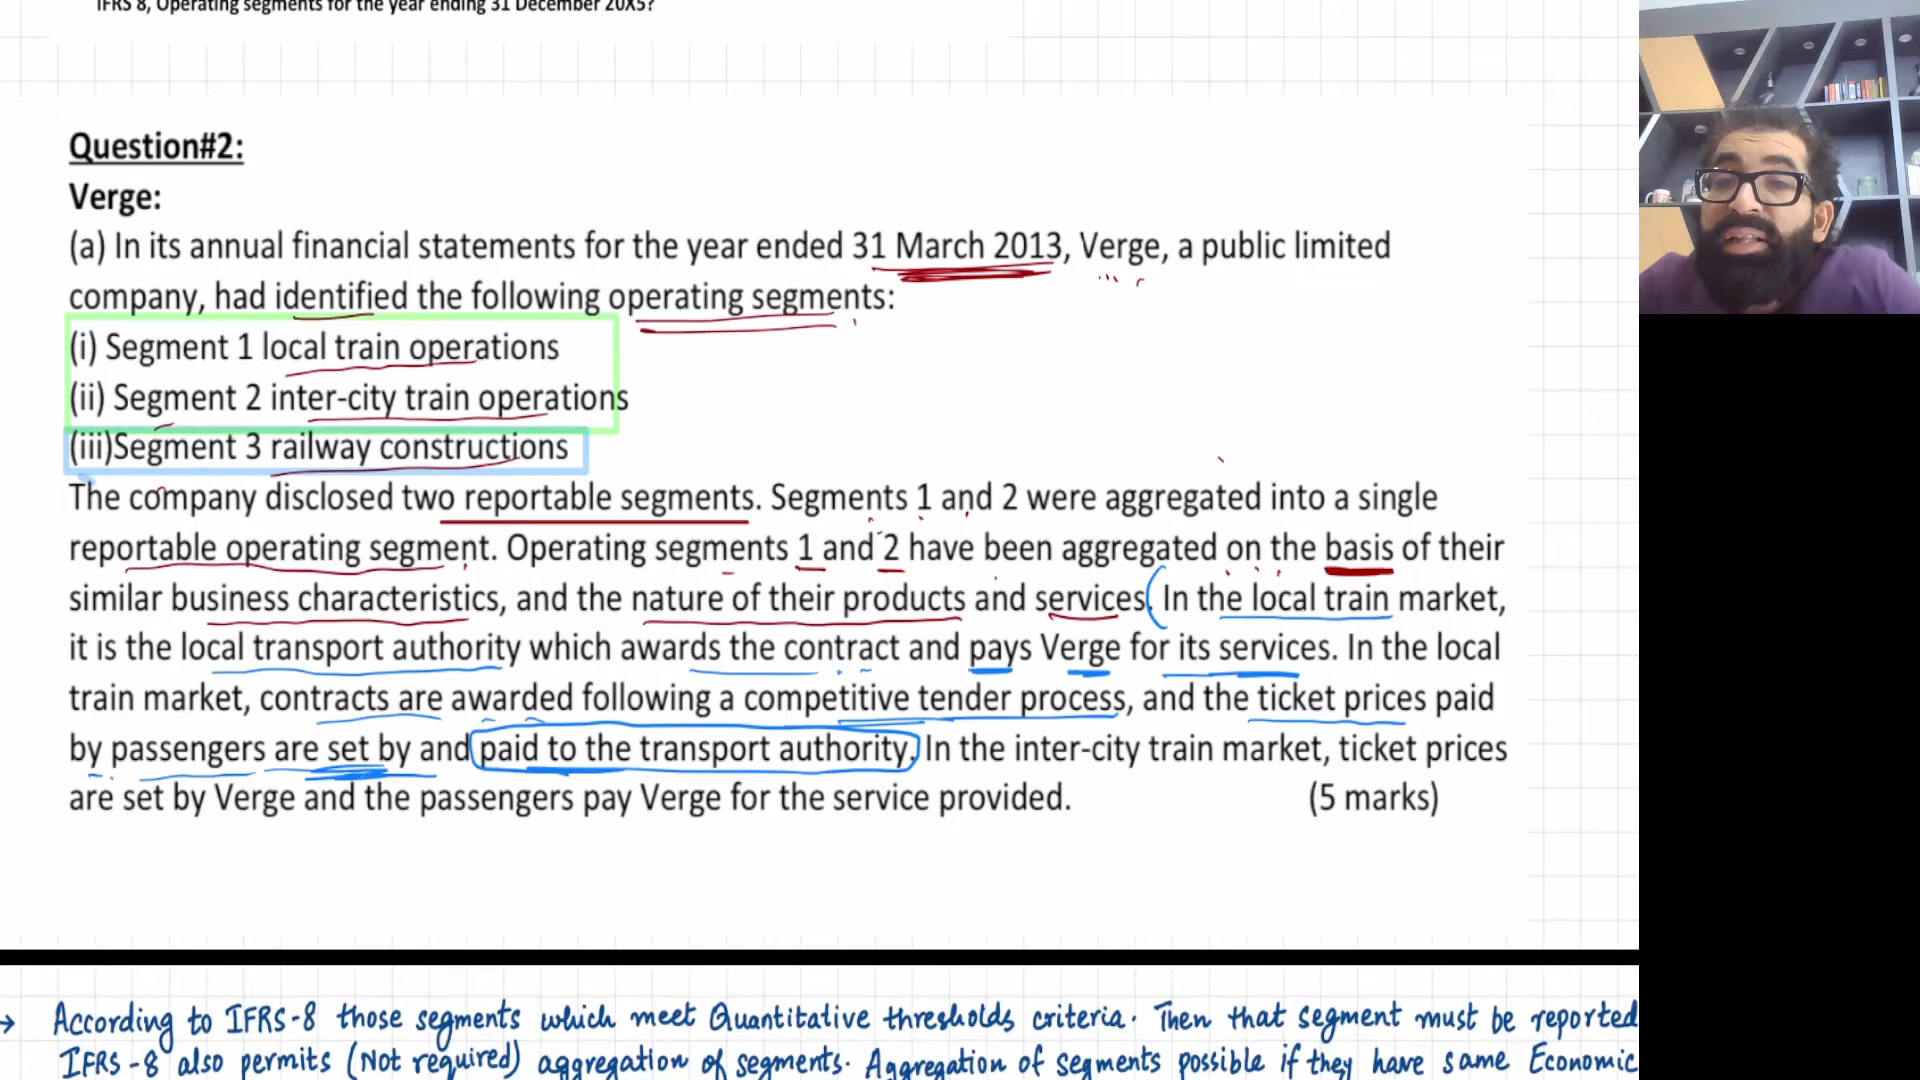 IFRS 8, Operating segments for the year ending 31 December 20X5?
Question#2:
Verge:
(a) In its annual financial statements for the year ended 31 March 2013, Verge, a public limited
company, had identified the following operating segments:
(i) Segment 1 local train operations
(ii) Segment 2 inter-city train operations
(iii)Segment 3 railway constructions
The company disclosed two reportable segments. Segments 1 and 2 were aggregated into a single
reportable operating segment. Operating segments 1 and 2 have been aggregated on the basis of their
similar business characteristics, and the nature of their products and services. In the local train market,
it is the local transport authority which awards the contract and pays Verge for its services. In the local
train market, contracts are awarded following a competitive tender process, and the ticket prices paid
by passengers are set by and paid to the transport authority. In the inter-city train market, ticket prices
are set by Verge and the passengers pay Verge for the service provided. (5 marks)
→ According to IFRS-8 those segments which meet Quantitative thresholds criteria. Then that segment must be reported
IFRS-8 also permits (Not required) aggregation of segments. Aggregation of segments possible if they have same Economic